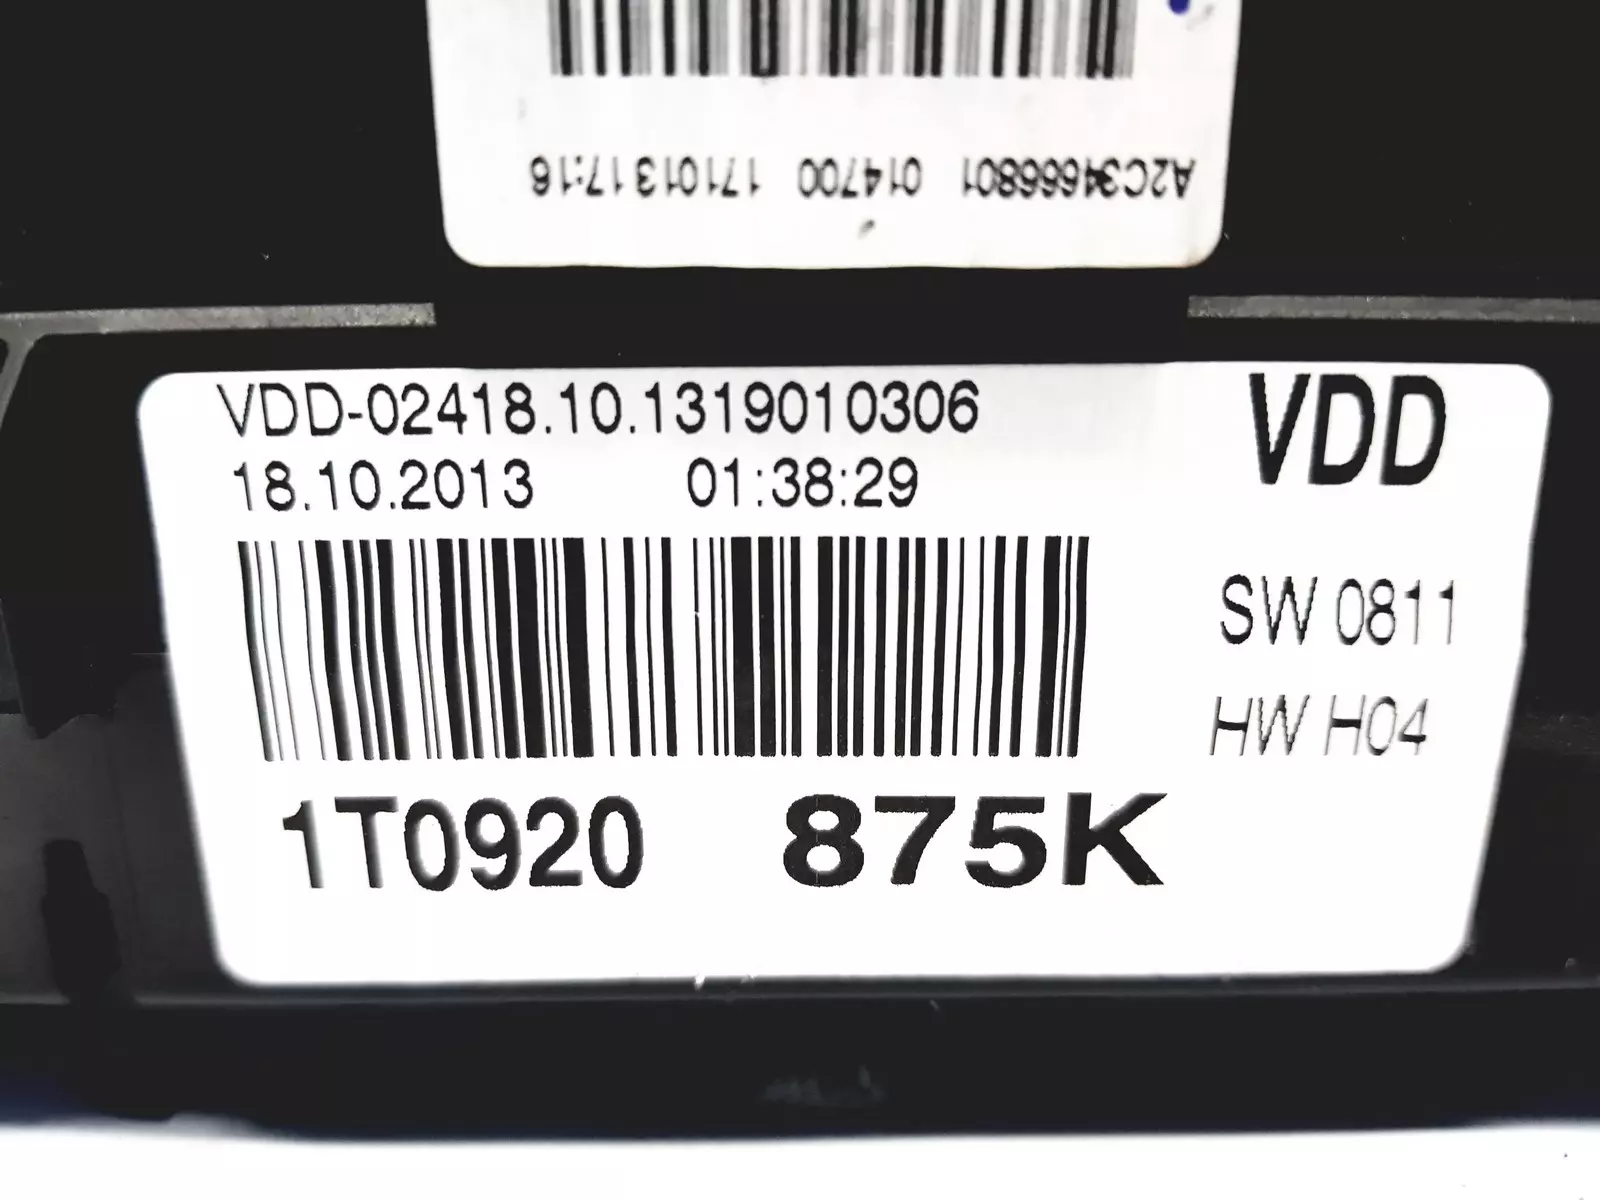 A2C34666801 014700 171013 17:16
VDD-02418.10.1319010306
18.10.2013 01:38:29
VDD
SW 0811
HW H04
1T0920 875K